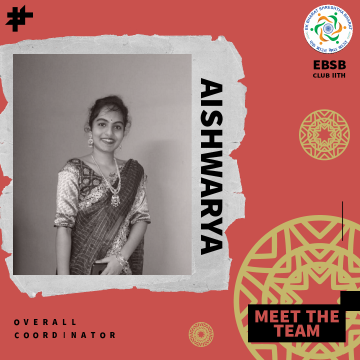 EBSB
CLUB IITH
AISHWARYA
OVERALL
COORDINATOR
MEET THE
TEAM